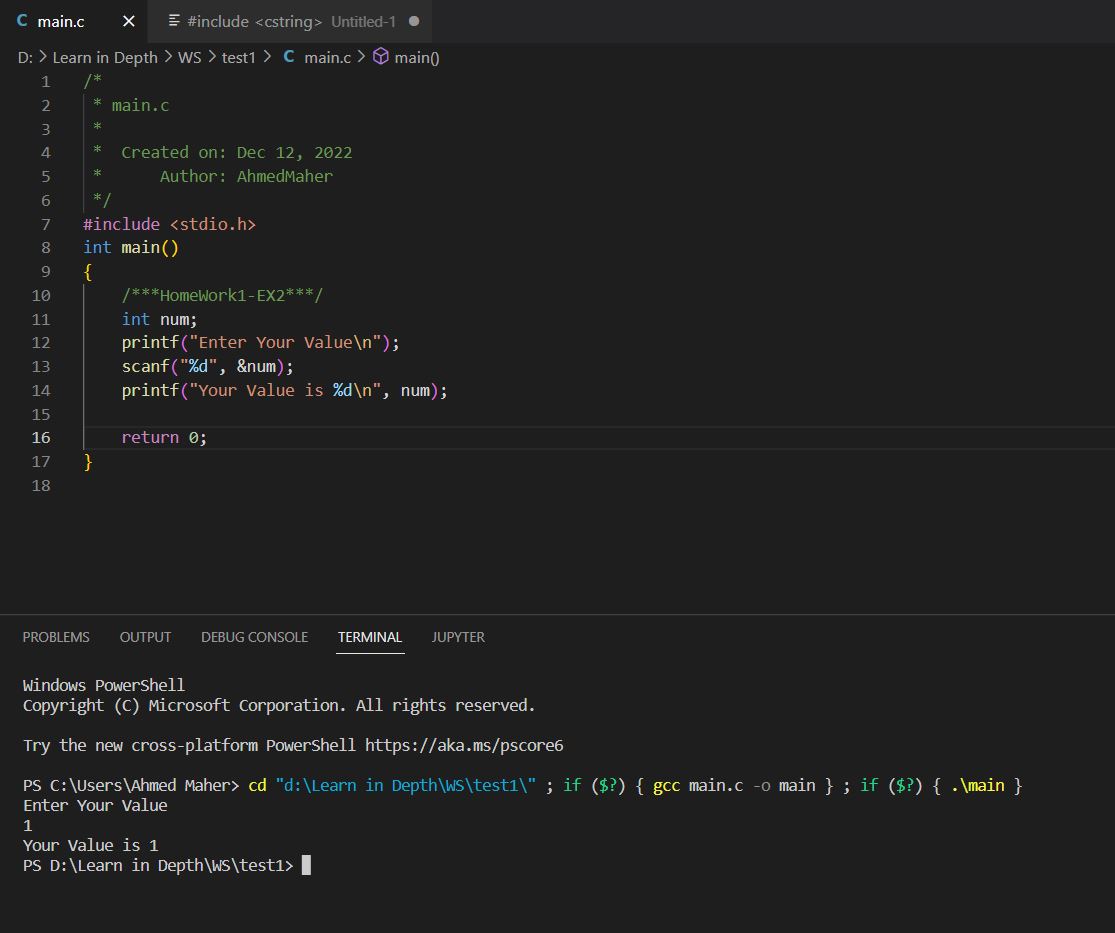 C main.c × #include <cstring> Untitled-1 ●
D: > Learn in Depth > WS > test1 > C main.c > main()
1 /*
2  * main.c
3  *
4  *  Created on: Dec 12, 2022
5  *      Author: AhmedMaher
6  */
7 #include <stdio.h>
8 int main()
9 {
10     /***HomeWork1-EX2***/
11     int num;
12     printf("Enter Your Value\n");
13     scanf("%d", &num);
14     printf("Your Value is %d\n", num);
15
16     return 0;
17 }
18
PROBLEMS OUTPUT DEBUG CONSOLE TERMINAL JUPYTER
Windows PowerShell
Copyright (C) Microsoft Corporation. All rights reserved.
Try the new cross-platform PowerShell https://aka.ms/pscore6
PS C:\Users\Ahmed Maher> cd "d:\Learn in Depth\WS\test1\" ; if ($?) { gcc main.c -o main } ; if ($?) { .\main }
Enter Your Value
1
Your Value is 1
PS D:\Learn in Depth\WS\test1>